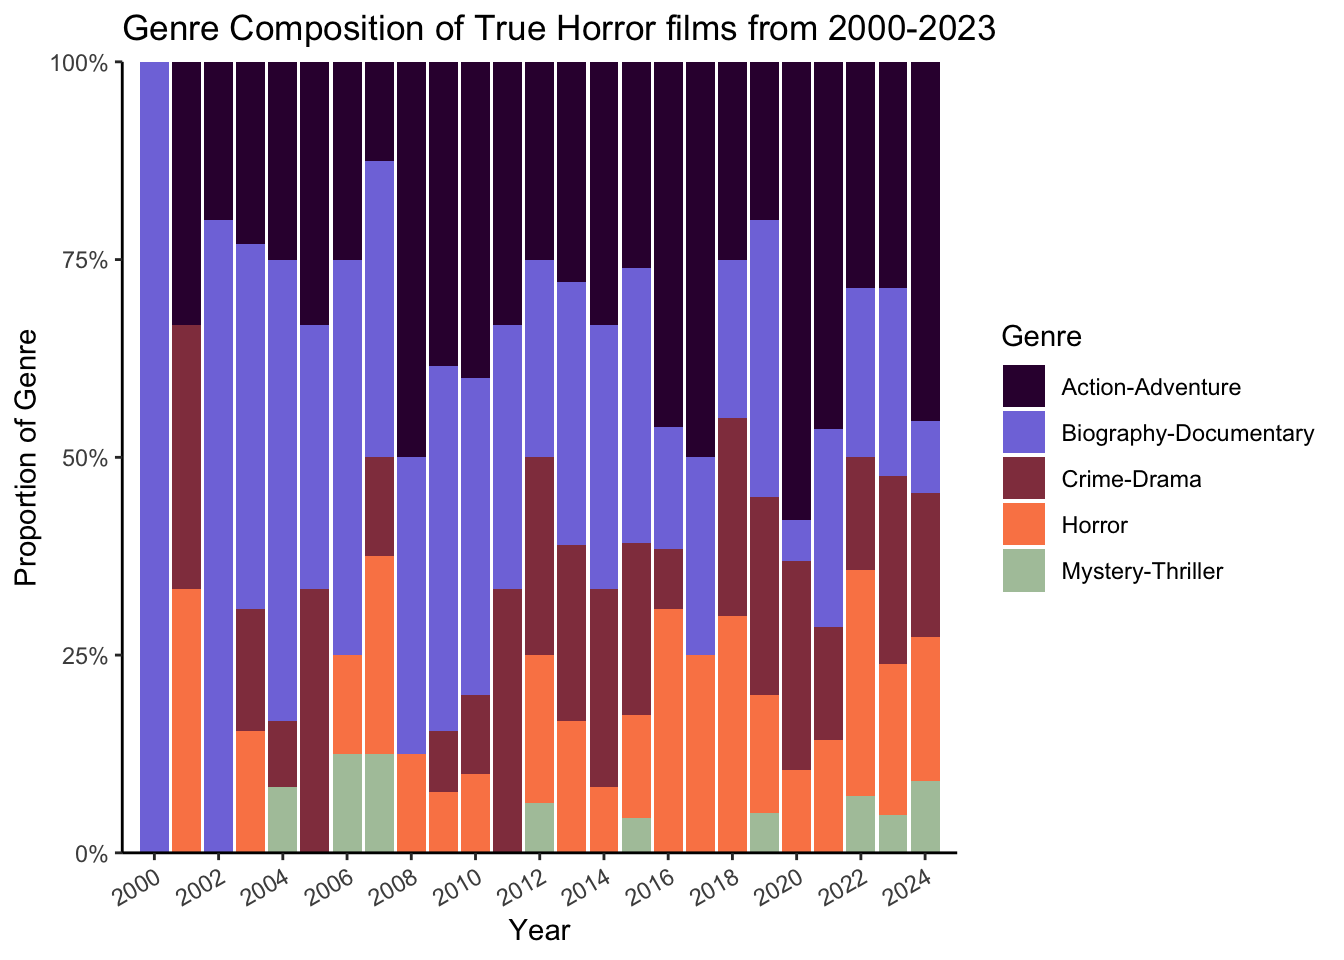 Genre Composition of True Horror films from 2000-2023
100%
75%
50%
25%
0%
Proportion of Genre
2000
2002
2004
2006
2008
2010
2012
2014
2016
2018
2020
2022
2024
Year
Genre
Action-Adventure
Biography-Documentary
Crime-Drama
Horror
Mystery-Thriller